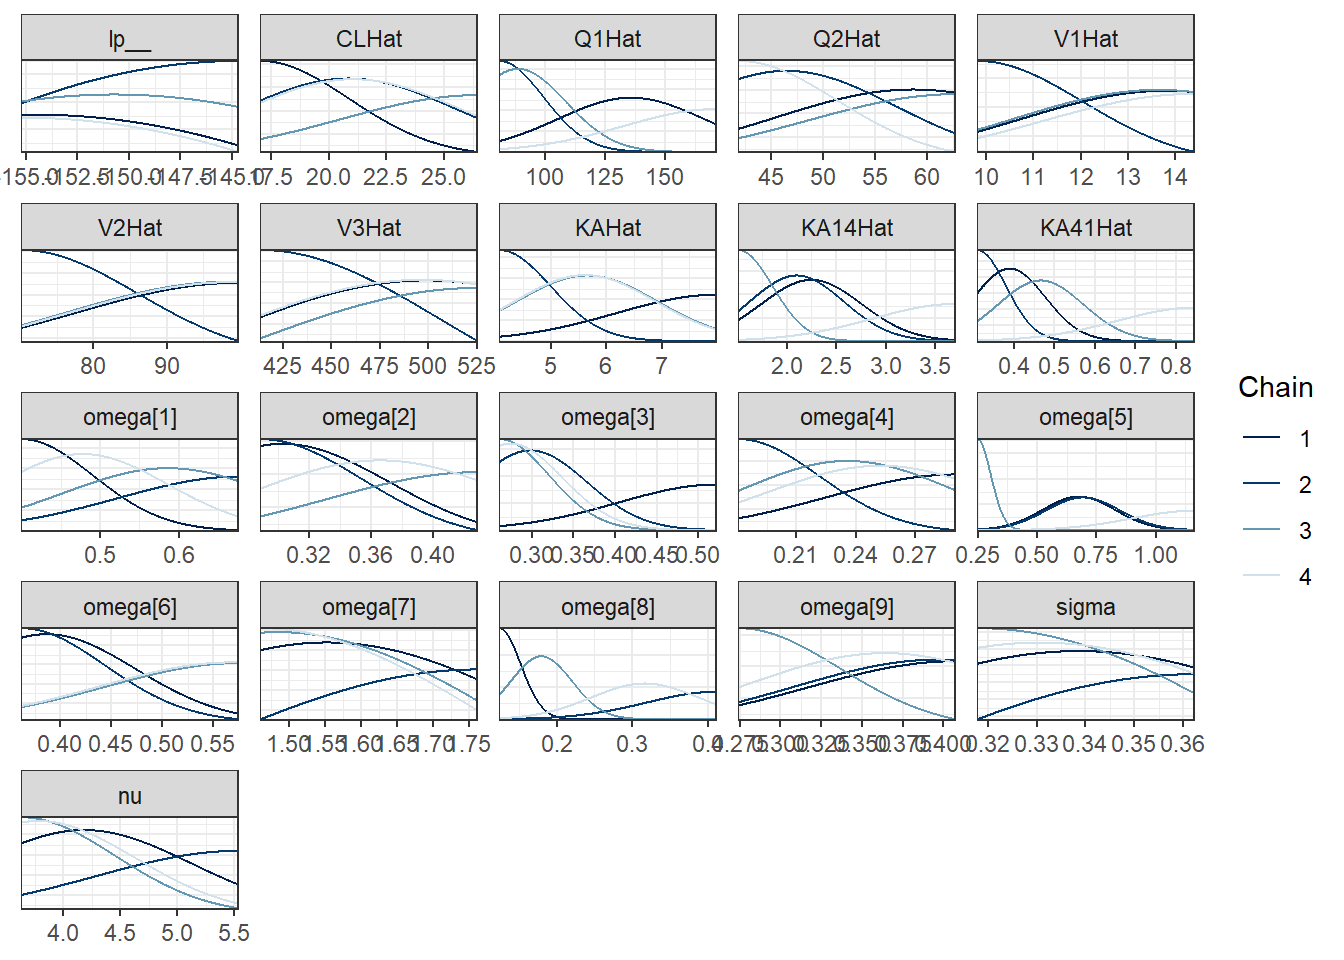 lp__ CLHat Q1Hat Q2Hat V1Hat
-155.0 -152.5 -150.0 -147.5 -145.0 17.5 20.0 22.5 25.0 100 125 150 45 50 55 60 10 11 12 13 14
V2Hat V3Hat KAHat KA14Hat KA41Hat
80 90 425 450 475 500 525 5 6 7 2.0 2.5 3.0 3.5 0.4 0.5 0.6 0.7 0.8
Chain
1
2
3
4
omega[1] omega[2] omega[3] omega[4] omega[5]
0.5 0.6 0.32 0.36 0.40 0.30 0.35 0.40 0.45 0.50 0.21 0.24 0.27 0.25 0.50 0.75 1.00
omega[6] omega[7] omega[8] omega[9] sigma
0.40 0.45 0.50 0.55 1.50 1.55 1.60 1.65 1.70 1.75 0.2 0.3 0.4 0.275 0.300 0.325 0.350 0.375 0.400 0.32 0.33 0.34 0.35 0.36
nu
4.0 4.5 5.0 5.5